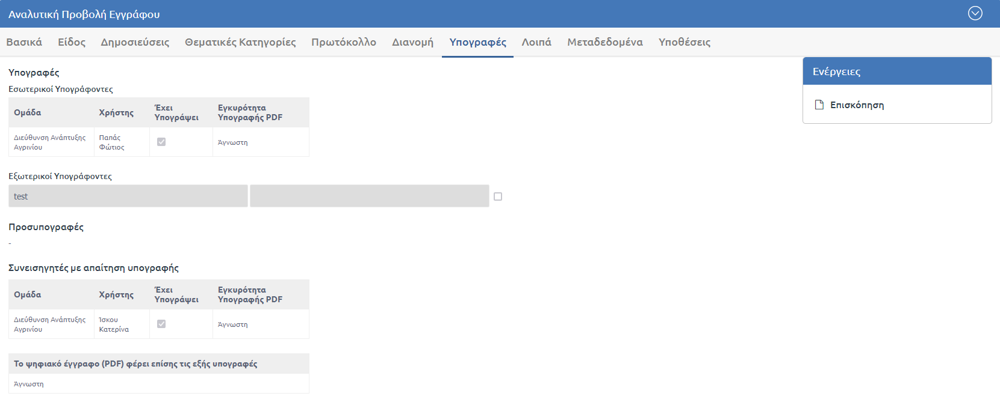 Αναλυτική Προβολή Εγγράφου
Βασικά Είδος Δημοσιεύσεις Θεματικές Κατηγορίες Πρωτόκολλο Διανομή Υπογραφές Λοιπά Μεταδεδομένα Υποθέσεις
Υπογραφές
Εσωτερικοί Υπογράφοντες
Ομάδα Χρήστης Έχει Υπογράψει Εγκυρότητα Υπογραφής PDF
Διεύθυνση Ανάπτυξης Αγρινίου Παπάς Φώτιος Άγνωστη
Εξωτερικοί Υπογράφοντες
test
Προσυπογραφές
-
Συνεισηγητές με απαίτηση υπογραφής
Ομάδα Χρήστης Έχει Υπογράψει Εγκυρότητα Υπογραφής PDF
Διεύθυνση Ανάπτυξης Αγρινίου Ίσκου Κατερίνα Άγνωστη
Το ψηφιακό έγγραφο (PDF) φέρει επίσης τις εξής υπογραφές
Άγνωστη
Ενέργειες
Επισκόπηση